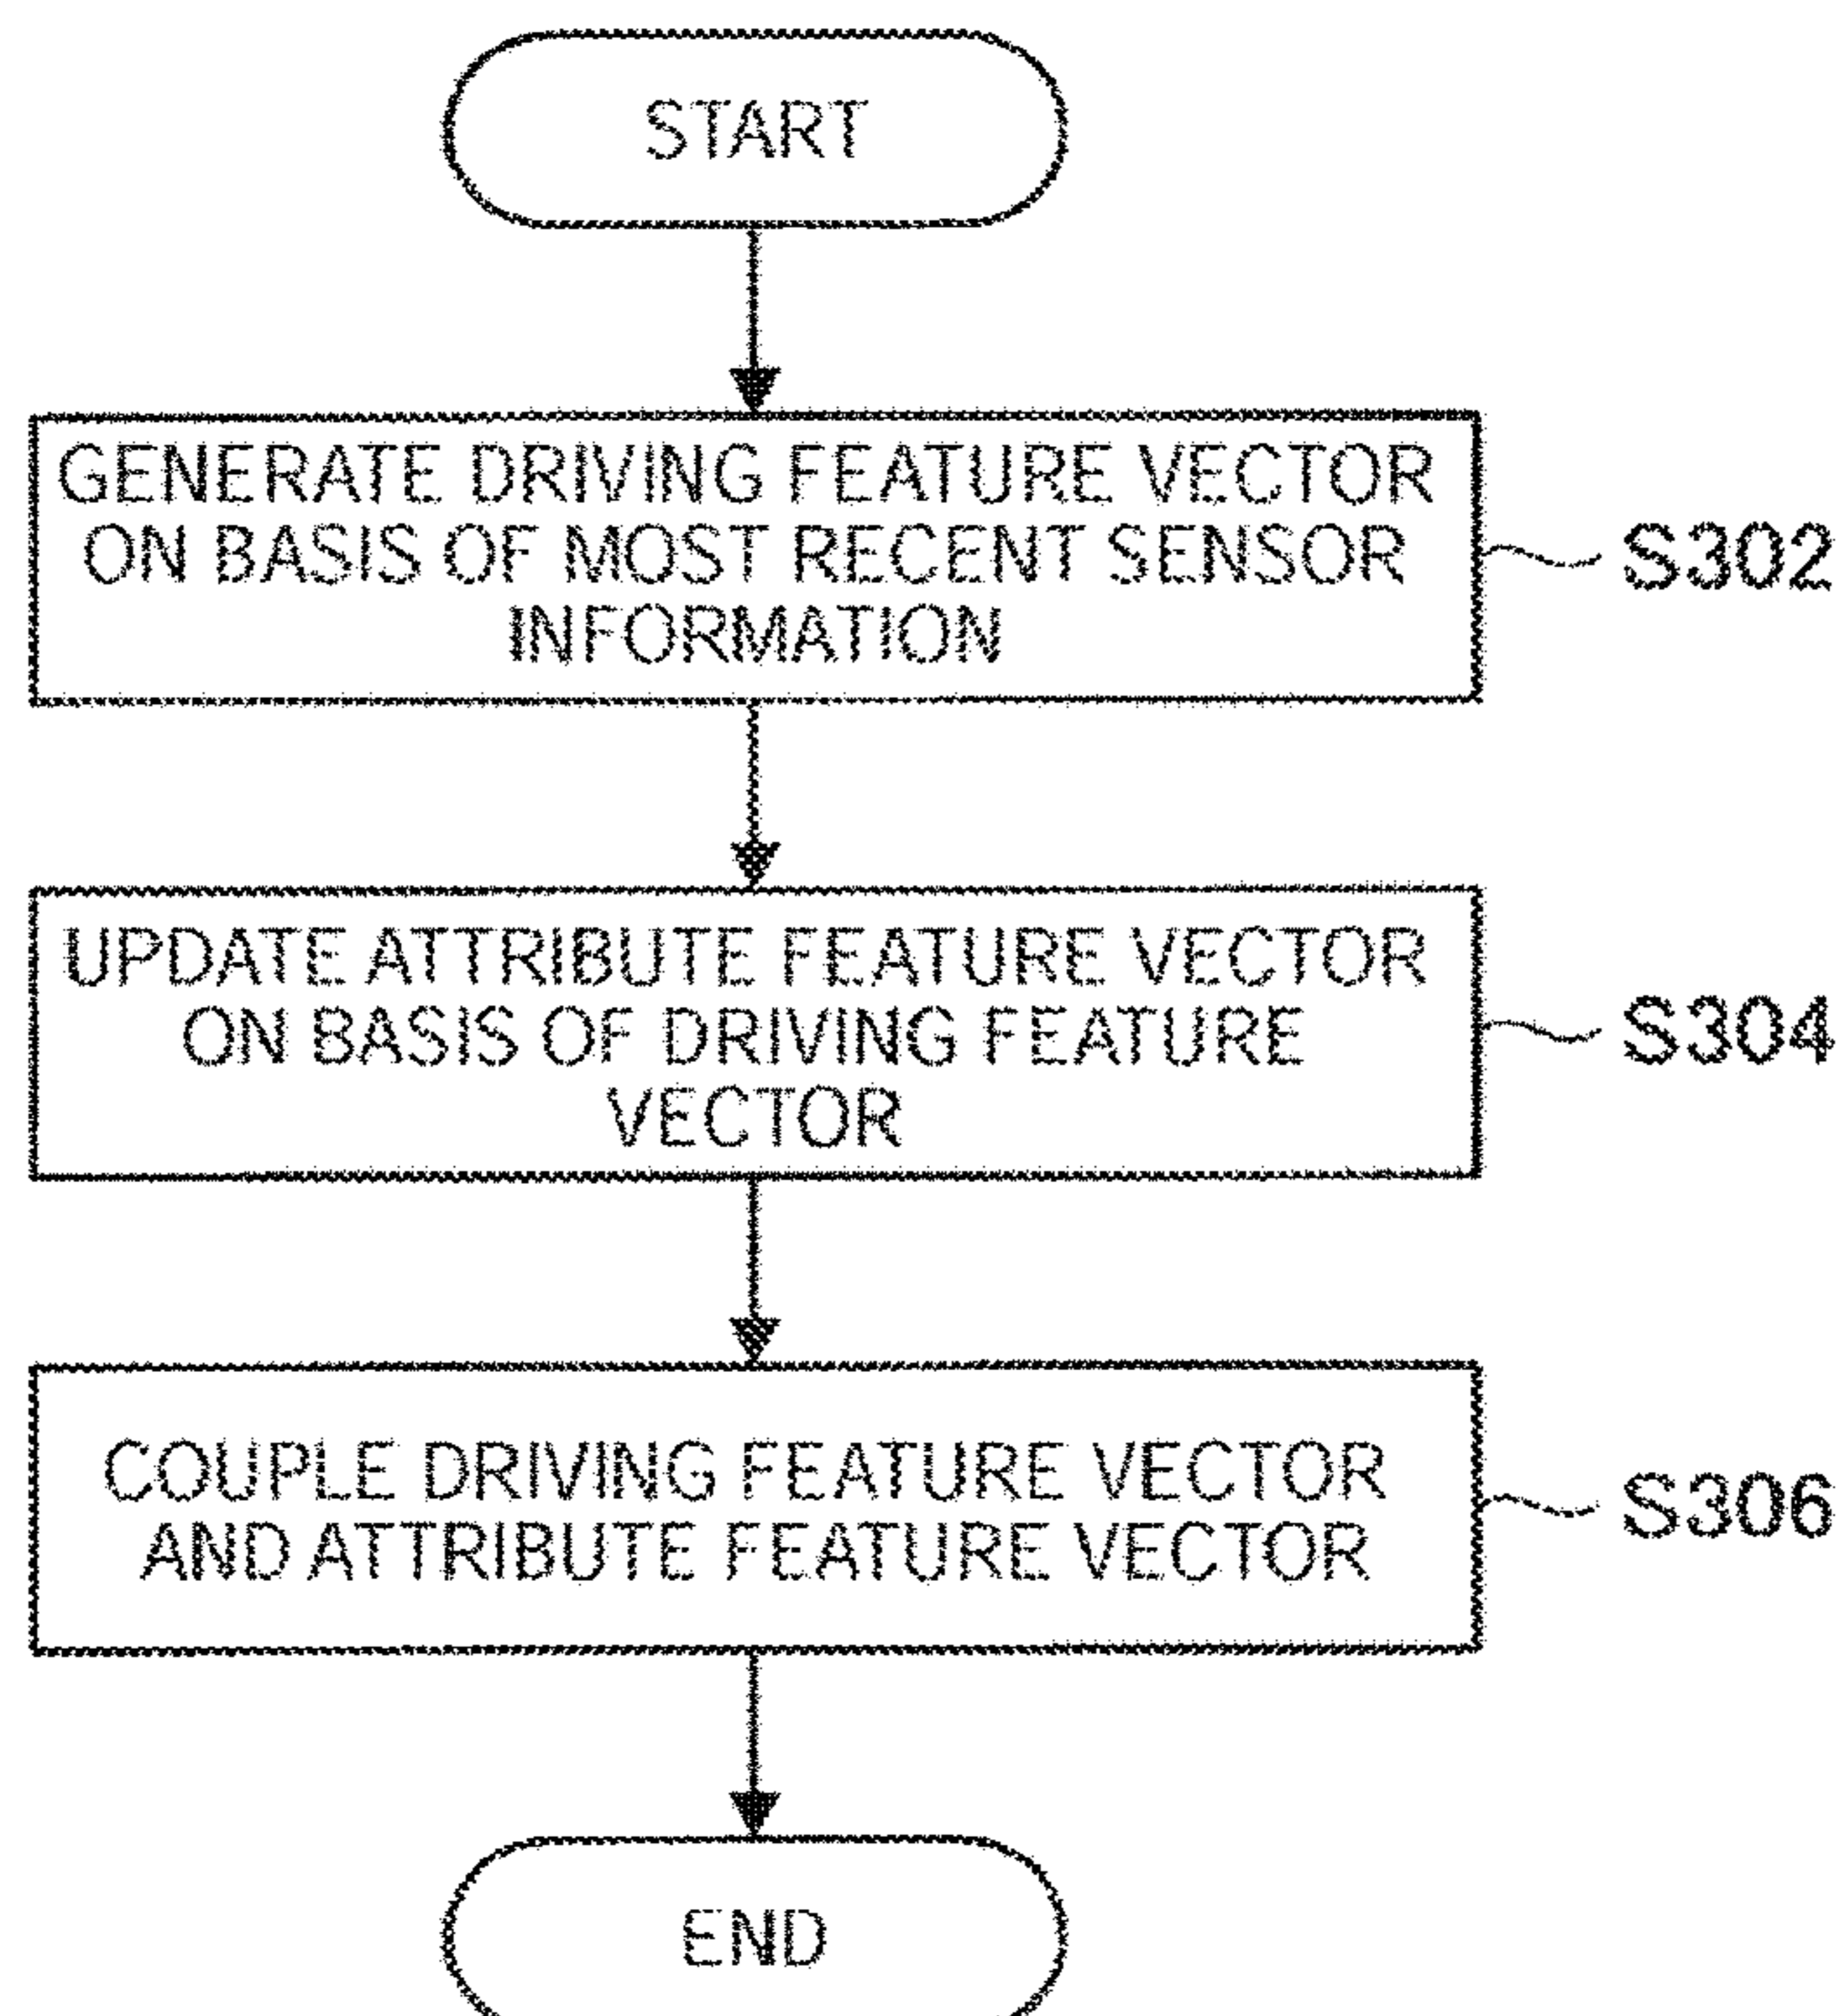 START
GENERATE DRIVING FEATURE VECTOR
ON BASIS OF MOST RECENT SENSOR
INFORMATION
S302
UPDATE ATTRIBUTE FEATURE VECTOR
ON BASIS OF DRIVING FEATURE
VECTOR
S304
COUPLE DRIVING FEATURE VECTOR
AND ATTRIBUTE FEATURE VECTOR
S306
END